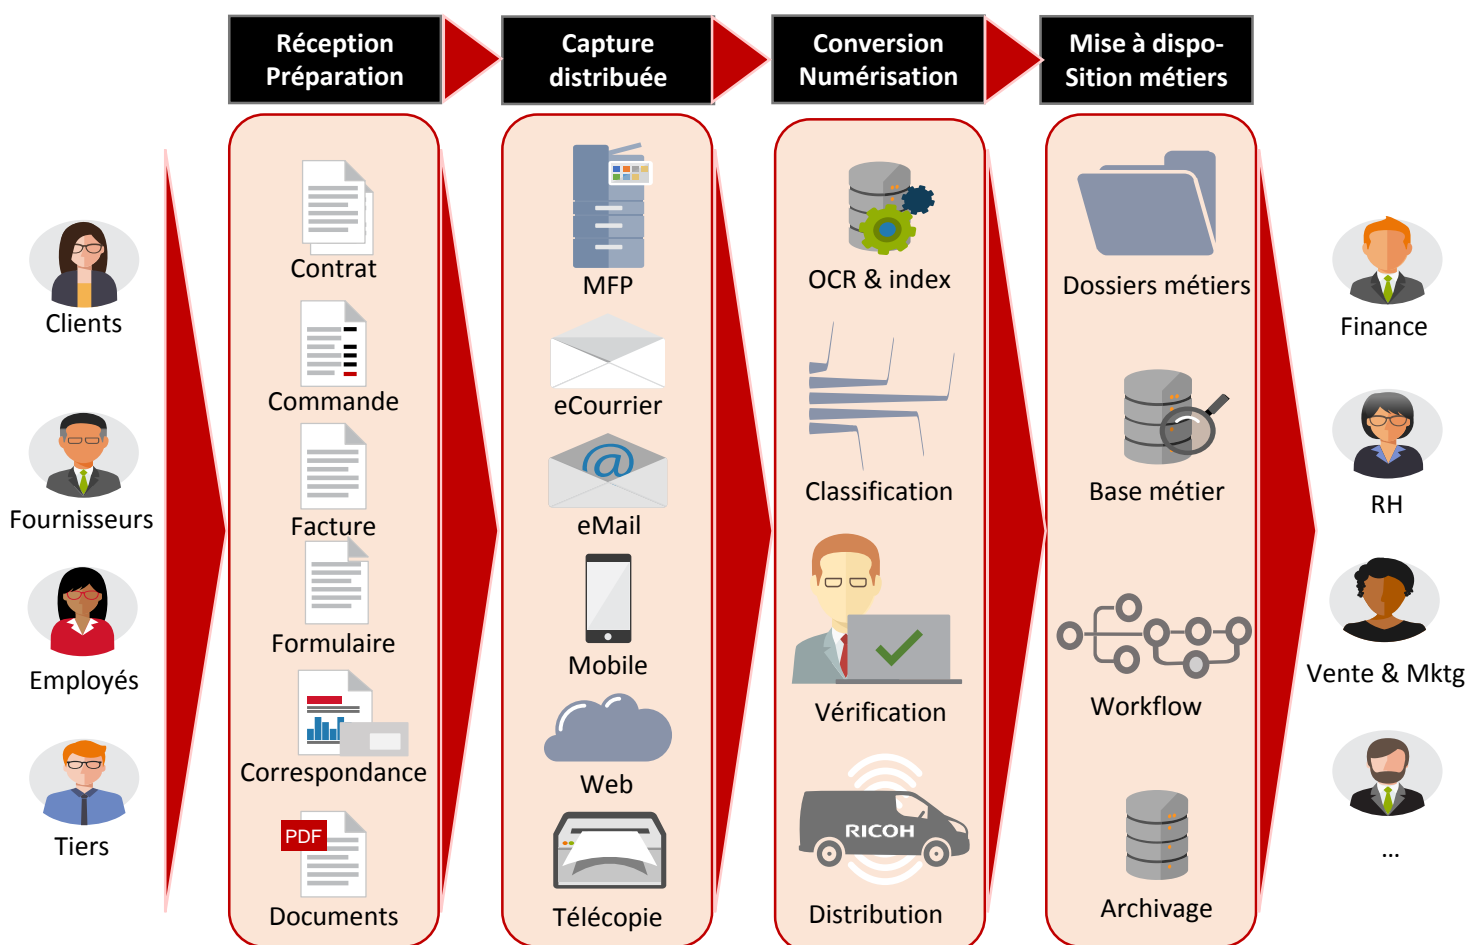 Réception
Préparation
Capture
distribuée
Conversion
Numérisation
Mise à dispo-
Sition métiers
Clients
Fournisseurs
Employés
Tiers
Contrat
Commande
Facture
Formulaire
Correspondance
PDF
Documents
MFP
eCourrier
@
eMail
Mobile
Web
Télécopie
OCR & index
Classification
Vérification
RICOH
Distribution
Dossiers métiers
Base métier
Workflow
Archivage
Finance
RH
Vente & Mktg
...